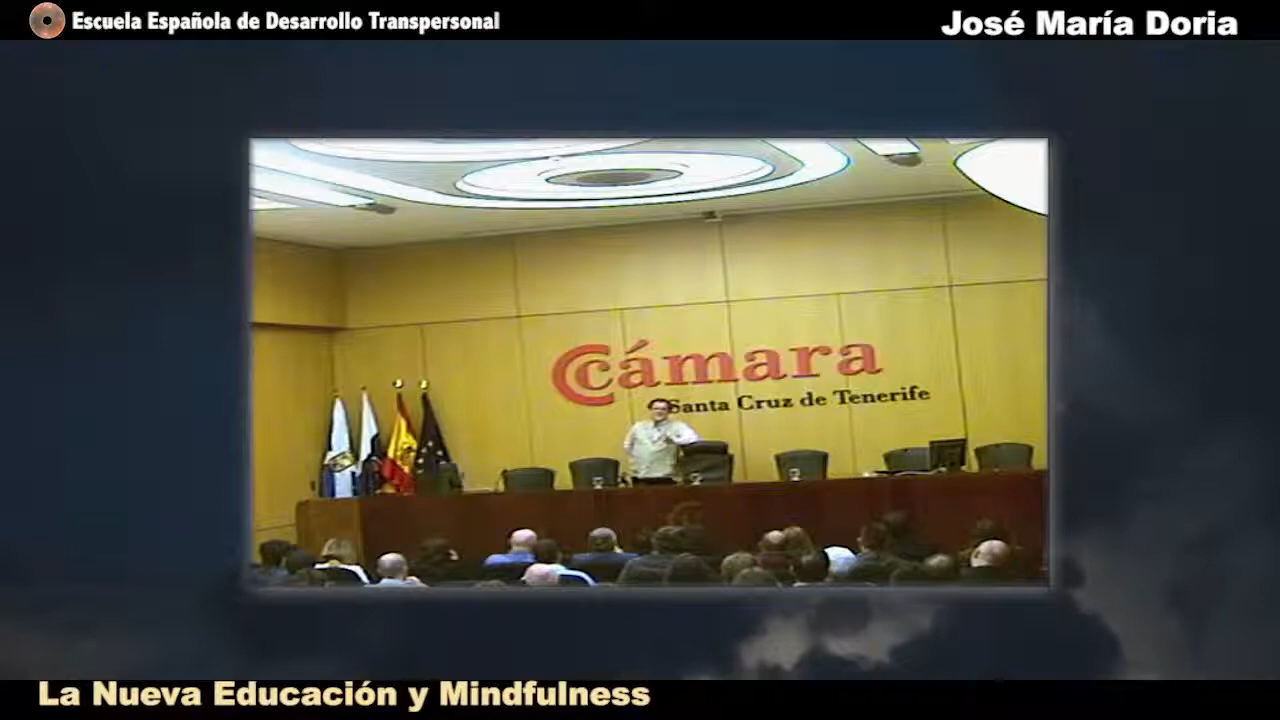 Escuela Española de Desarrollo Transpersonal
José María Doria
Cámara
Santa Cruz de Tenerife
La Nueva Educación y Mindfulness